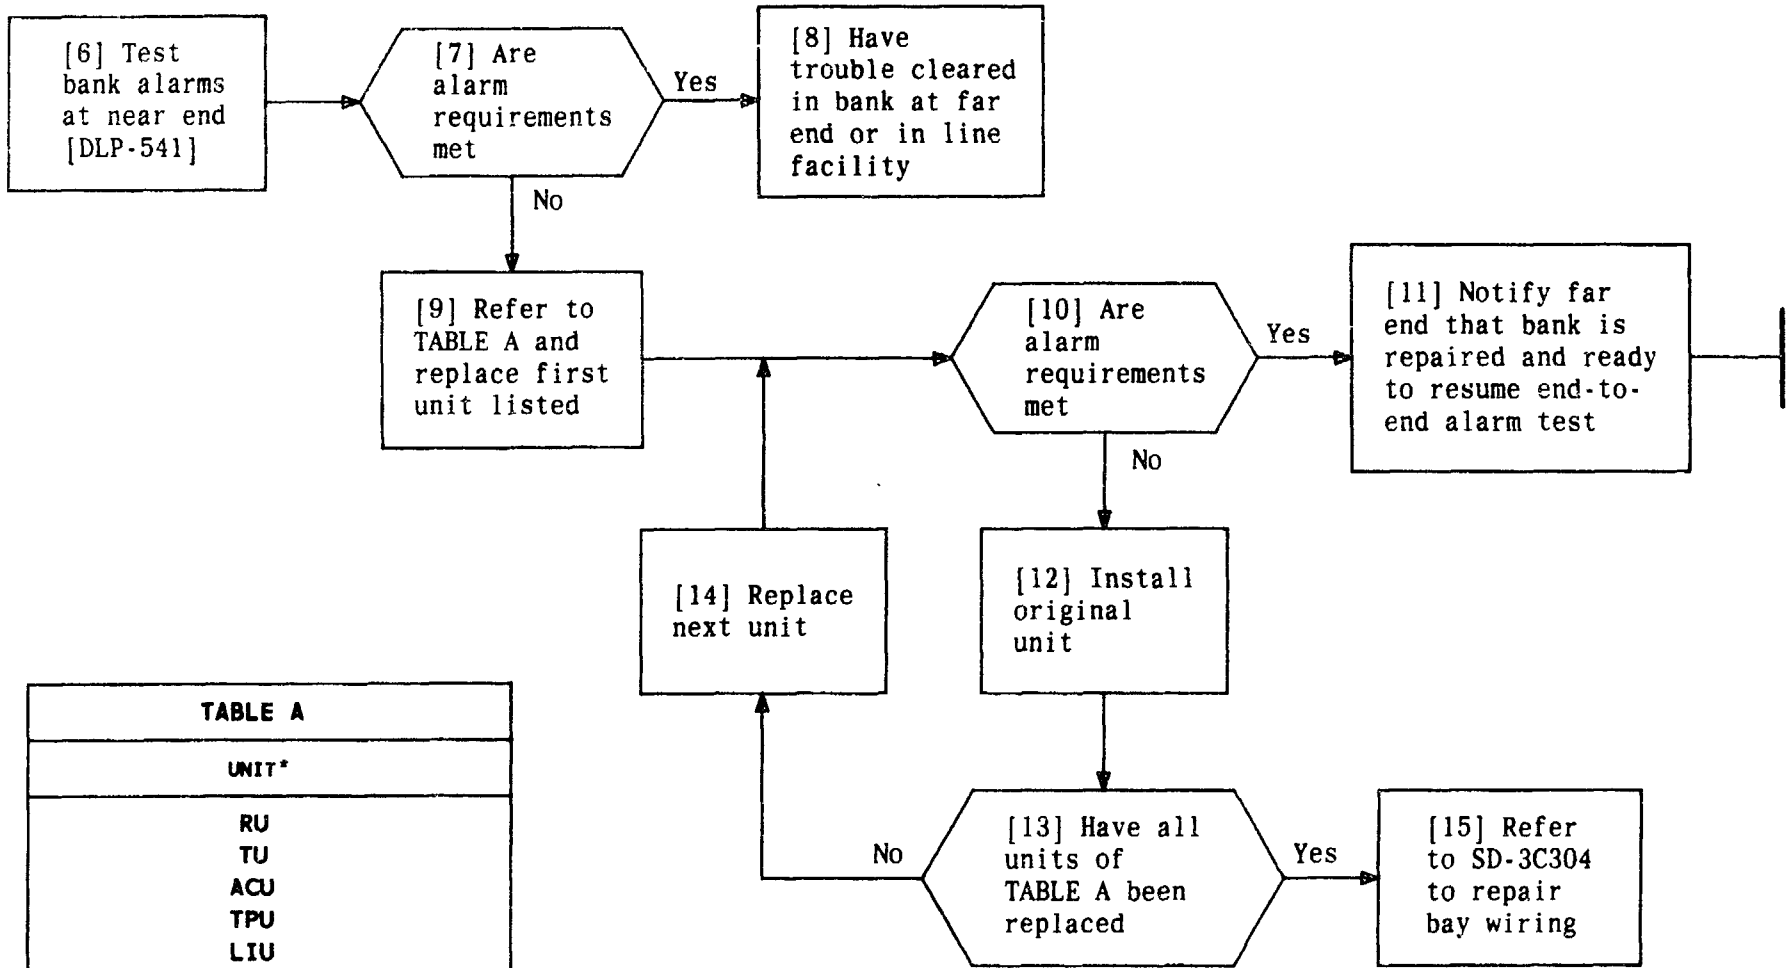 [6] Test
bank alarms
at near end
[DLP-541]
[7] Are
alarm
requirements
met
Yes
[8] Have
trouble cleared
in bank at far
end or in line
facility
No
[9] Refer to
TABLE A and
replace first
unit listed
[10] Are
alarm
requirements
met
Yes
[11] Notify far
end that bank is
repaired and ready
to resume end-to-
end alarm test
No
[12] Install
original
unit
[13] Have all
units of
TABLE A been
replaced
No
[14] Replace
next unit
Yes
[15] Refer
to SD-3C304
to repair
bay wiring
TABLE A
UNIT*
RU
TU
ACU
TPU
LIU